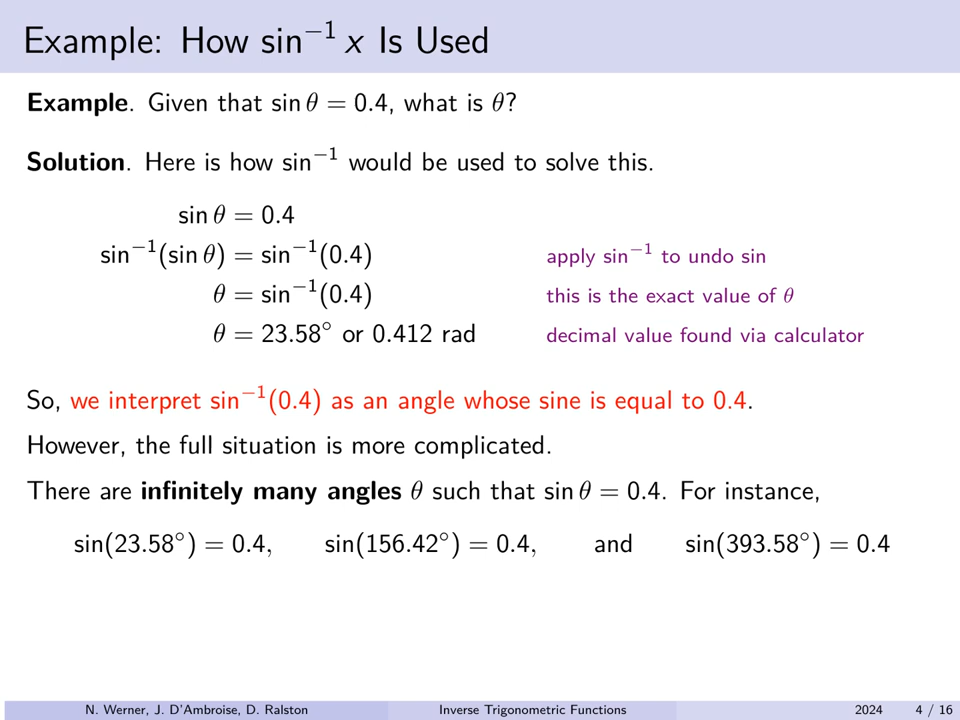 Example: How sin⁻¹ x Is Used
Example. Given that sin θ = 0.4, what is θ?
Solution. Here is how sin⁻¹ would be used to solve this.
sin θ = 0.4
sin⁻¹(sin θ) = sin⁻¹(0.4) apply sin⁻¹ to undo sin
θ = sin⁻¹(0.4) this is the exact value of θ
θ = 23.58° or 0.412 rad decimal value found via calculator
So, we interpret sin⁻¹(0.4) as an angle whose sine is equal to 0.4.
However, the full situation is more complicated.
There are infinitely many angles θ such that sin θ = 0.4. For instance,
sin(23.58°) = 0.4, sin(156.42°) = 0.4, and sin(393.58°) = 0.4
N. Werner, J. D'Ambroise, D. Ralston Inverse Trigonometric Functions 2024 4 / 16